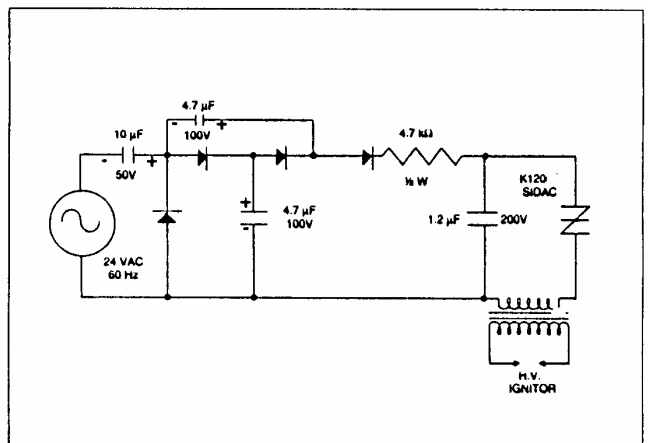 4.7 µF
- +
100V
10 µF
- +
50V
4.7 kΩ
½ W
K120
SIDAC
+
4.7 µF
-
100V
1.2 µF 200V
24 VAC
60 Hz
H.V.
IGNITOR